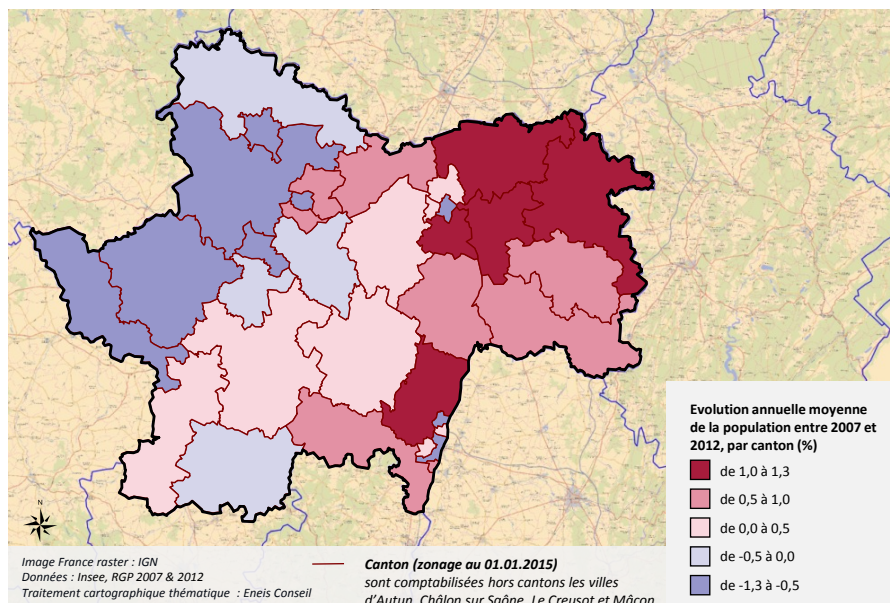 Evolution annuelle moyenne
de la population entre 2007 et
2012, par canton (%)
de 1,0 à 1,3
de 0,5 à 1,0
de 0,0 à 0,5
de -0,5 à 0,0
de -1,3 à -0,5
N
Image France raster : IGN
Données : Insee, RGP 2007 & 2012
Traitement cartographique thématique : Eneis Conseil
Canton (zonage au 01.01.2015)
sont comptabilisées hors cantons les villes
d'Autun, Châlon sur Saône, Le Creusot et Mâcon